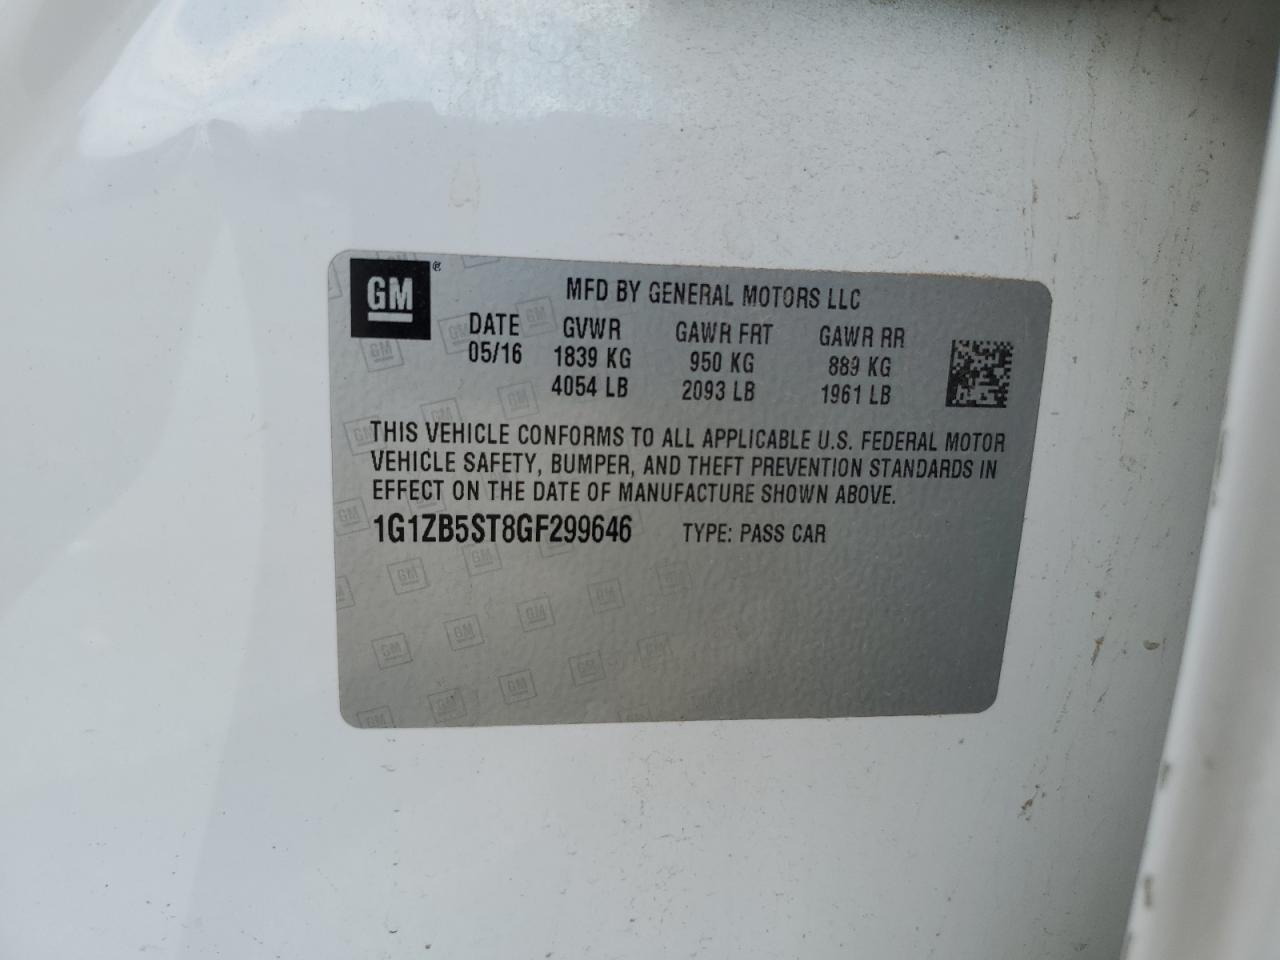 GM ®
MFD BY GENERAL MOTORS LLC
DATE GVWR GAWR FRT GAWR RR
05/16 1839 KG 950 KG 889 KG
4054 LB 2093 LB 1961 LB
THIS VEHICLE CONFORMS TO ALL APPLICABLE U.S. FEDERAL MOTOR
VEHICLE SAFETY, BUMPER, AND THEFT PREVENTION STANDARDS IN
EFFECT ON THE DATE OF MANUFACTURE SHOWN ABOVE.
1G1ZB5ST8GF299646 TYPE: PASS CAR